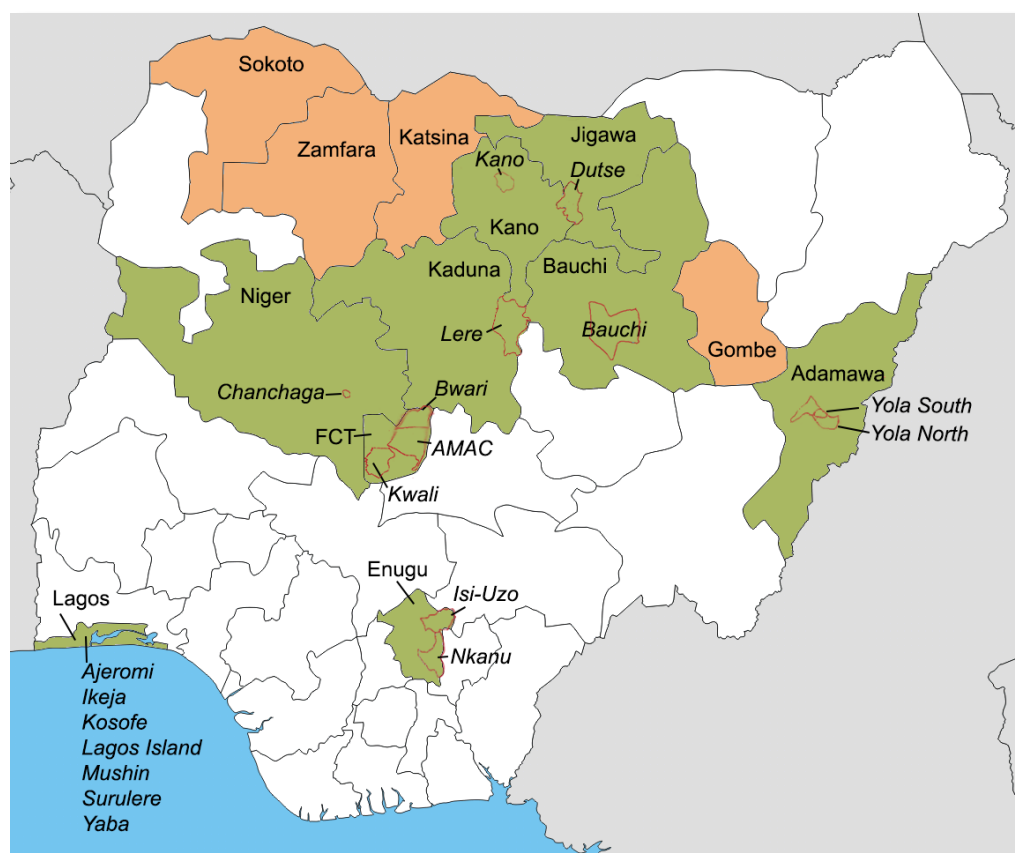 Sokoto
Zamfara
Katsina
Jigawa
Kano
Dutse
Kano
Kaduna
Bauchi
Niger
Lere
Bauchi
Gombe
Adamawa
Chanchaga
Bwari
Yola South
FCT
AMAC
Yola North
Kwali
Enugu
Isi-Uzo
Lagos
Nkanu
Ajeromi
Ikeja
Kosofe
Lagos Island
Mushin
Surulere
Yaba